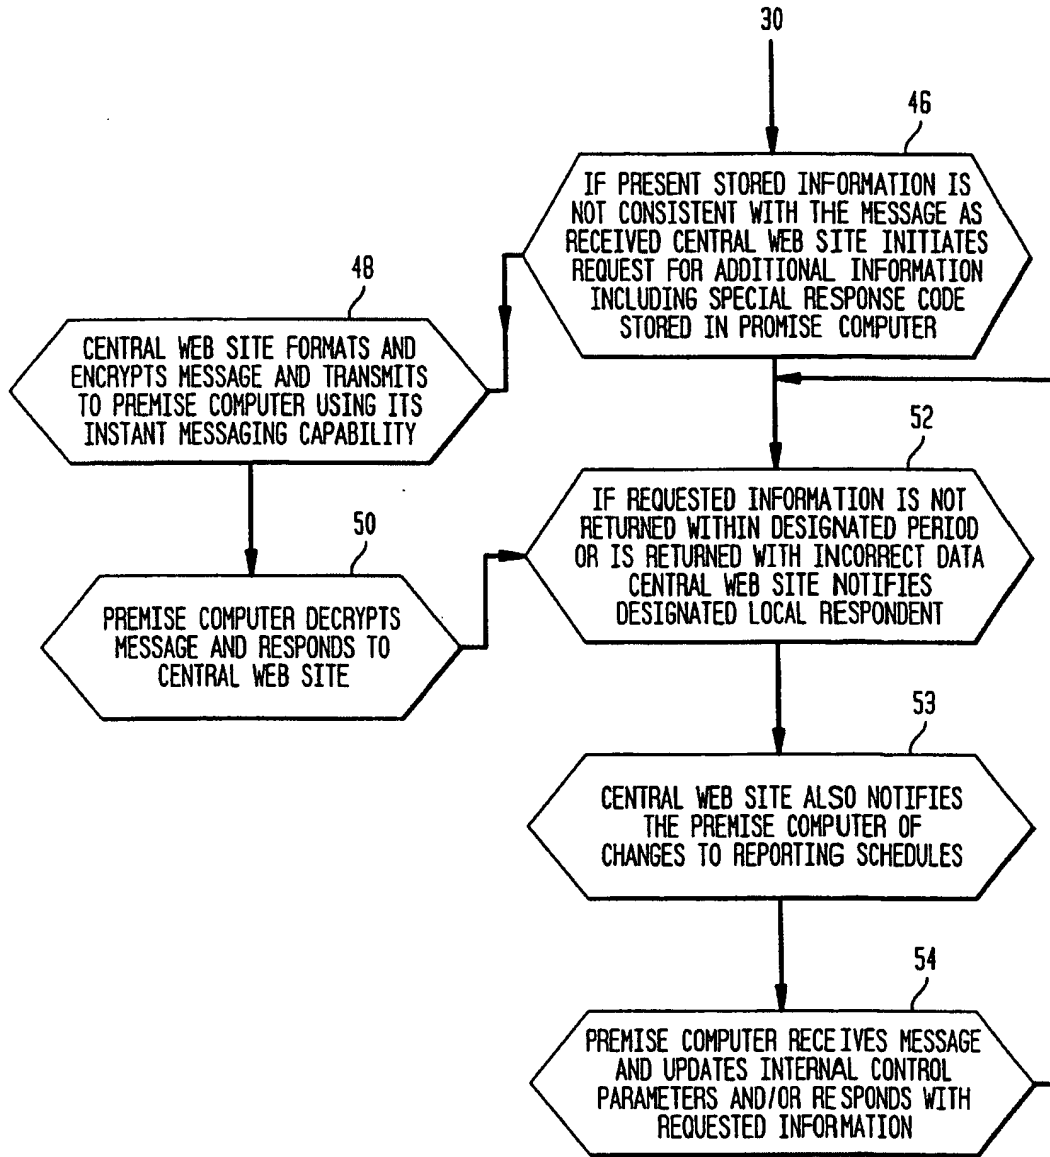 30
46
IF PRESENT STORED INFORMATION IS
NOT CONSISTENT WITH THE MESSAGE AS
RECEIVED CENTRAL WEB SITE INITIATES
REQUEST FOR ADDITIONAL INFORMATION
INCLUDING SPECIAL RESPONSE CODE
STORED IN PROMISE COMPUTER
48
CENTRAL WEB SITE FORMATS AND
ENCRYPTS MESSAGE AND TRANSMITS
TO PREMISE COMPUTER USING ITS
INSTANT MESSAGING CAPABILITY
50
PREMISE COMPUTER DECRYPTS
MESSAGE AND RESPONDS TO
CENTRAL WEB SITE
52
IF REQUESTED INFORMATION IS NOT
RETURNED WITHIN DESIGNATED PERIOD
OR IS RETURNED WITH INCORRECT DATA
CENTRAL WEB SITE NOTIFIES
DESIGNATED LOCAL RESPONDENT
53
CENTRAL WEB SITE ALSO NOTIFIES
THE PREMISE COMPUTER OF
CHANGES TO REPORTING SCHEDULES
54
PREMISE COMPUTER RECEIVES MESSAGE
AND UPDATES INTERNAL CONTROL
PARAMETERS AND/OR RESPONDS WITH
REQUESTED INFORMATION